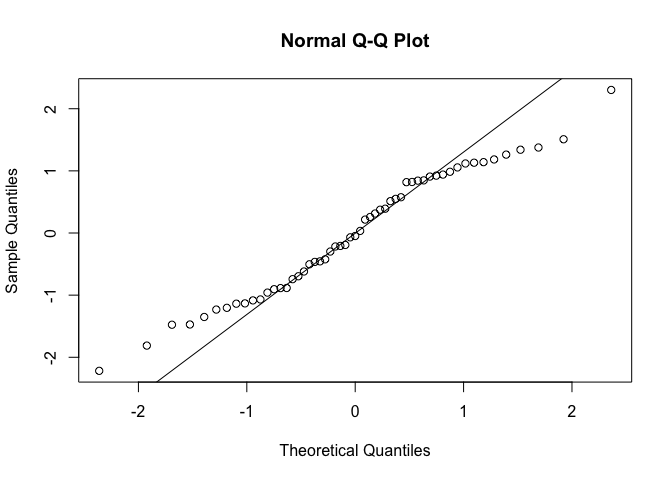 Normal Q-Q Plot
2
1
0
-1
-2
Sample Quantiles
-2 -1 0 1 2
Theoretical Quantiles